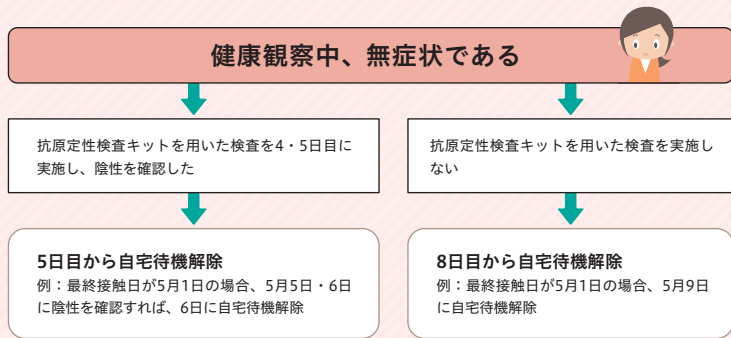 健康観察中、無症状である
抗原定性検査キットを用いた検査を4・5日目に
実施し、陰性を確認した
抗原定性検査キットを用いた検査を実施し
ない
5日目から自宅待機解除
例：最終接触日が5月1日の場合、5月5日・6日
に陰性を確認すれば、6日に自宅待機解除
8日目から自宅待機解除
例：最終接触日が5月1日の場合、5月9日
に自宅待機解除